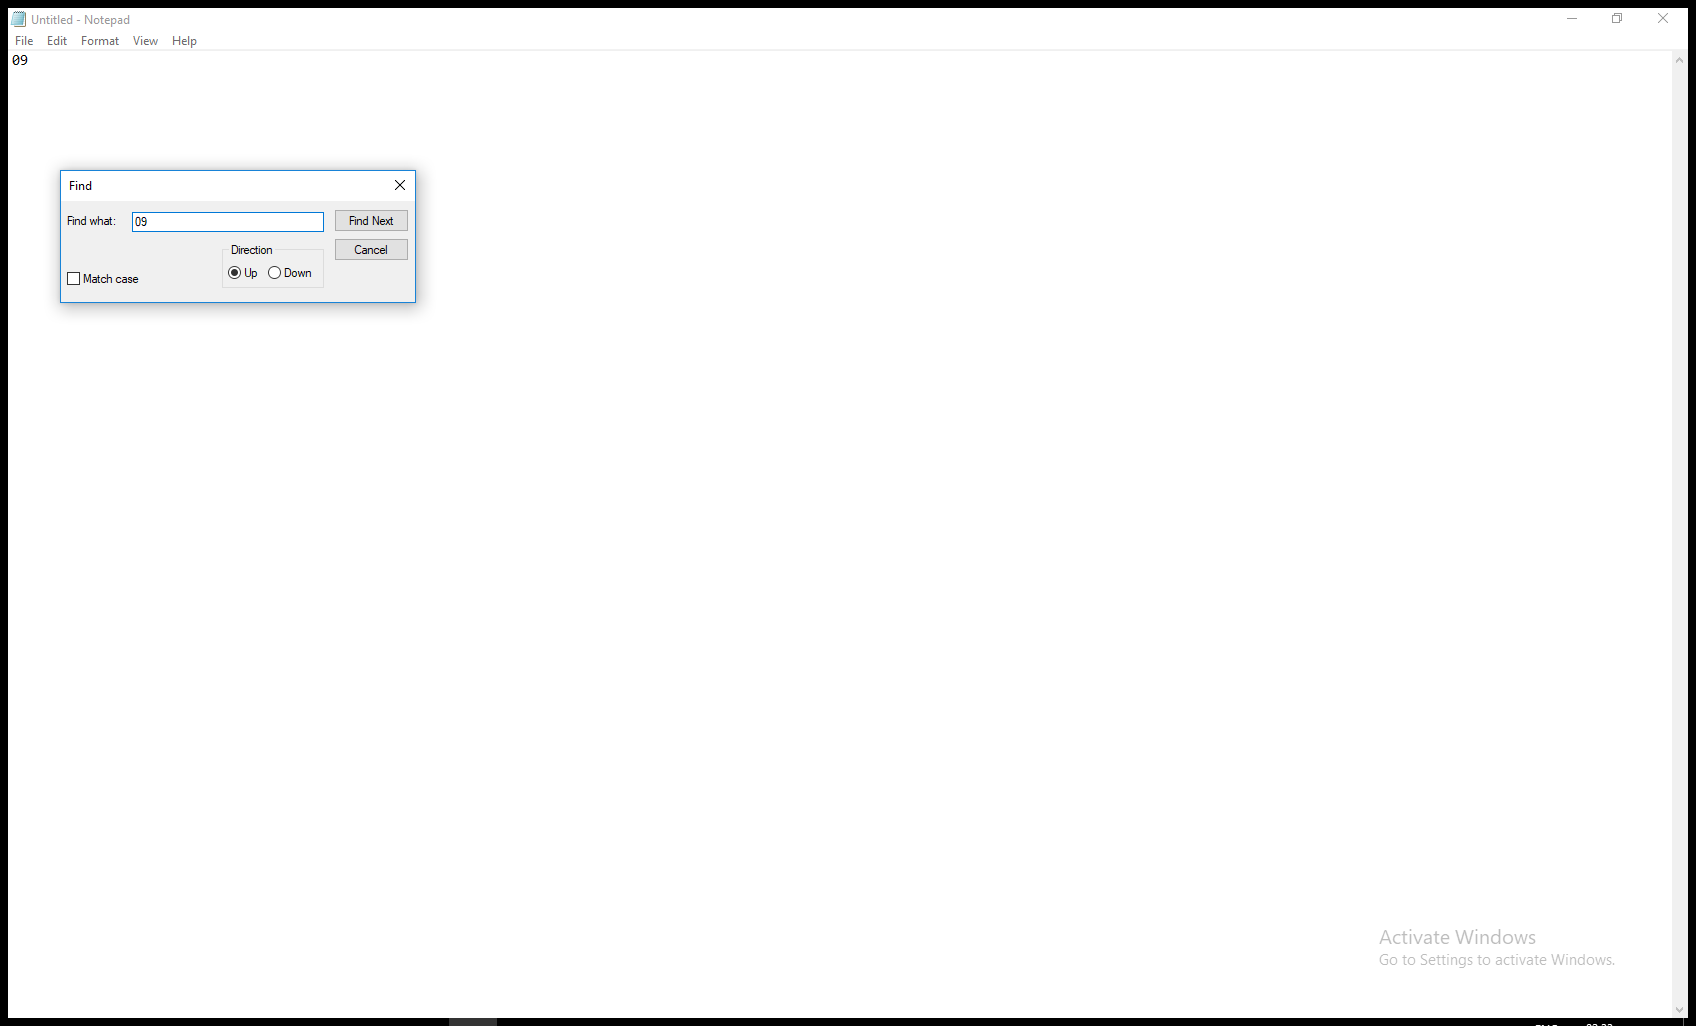 Untitled - Notepad
File Edit Format View Help
09
Find
Find what: 09 Find Next
Direction Cancel
Up Down
Match case
Activate Windows
Go to Settings to activate Windows.